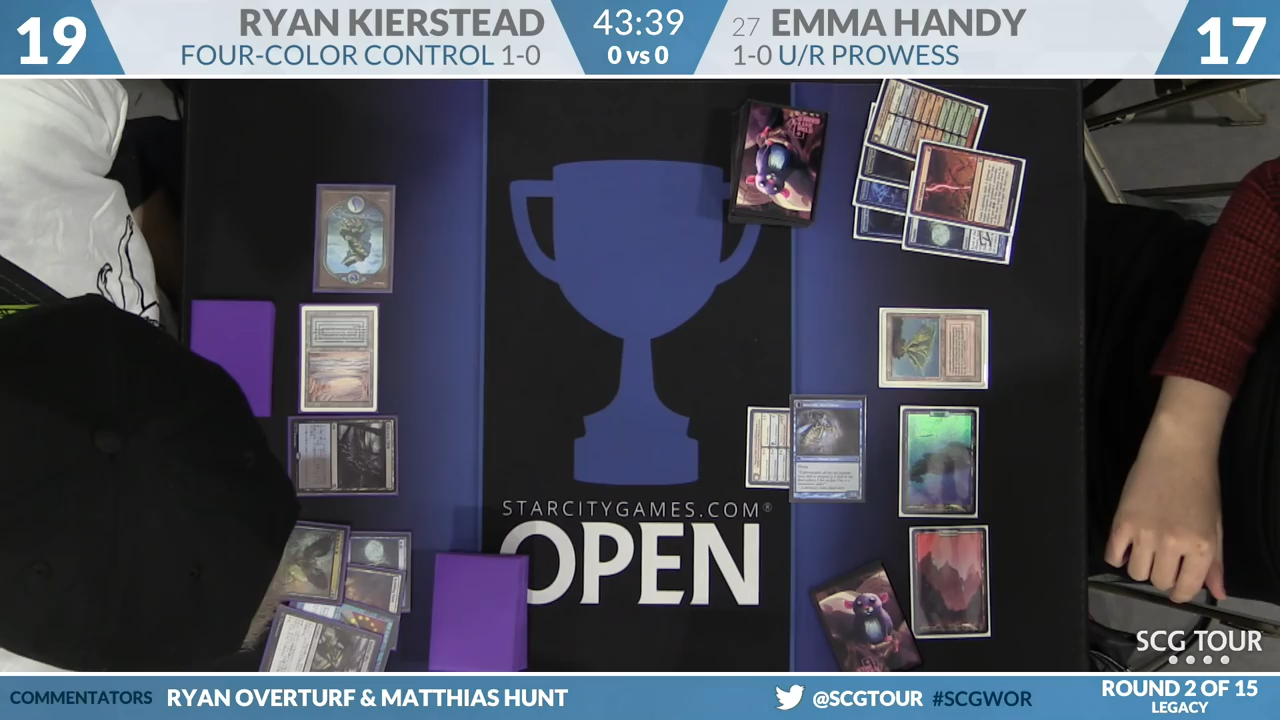 19
RYAN KIERSTEAD
FOUR-COLOR CONTROL 1-0
43:39
0 vs 0
27 EMMA HANDY
1-0 U/R PROWESS
17
STARCITYGAMES.COM®
OPEN
SCG TOUR
COMMENTATORS RYAN OVERTURF & MATTHIAS HUNT
@SCGTOUR #SCGWOR
ROUND 2 OF 15
LEGACY